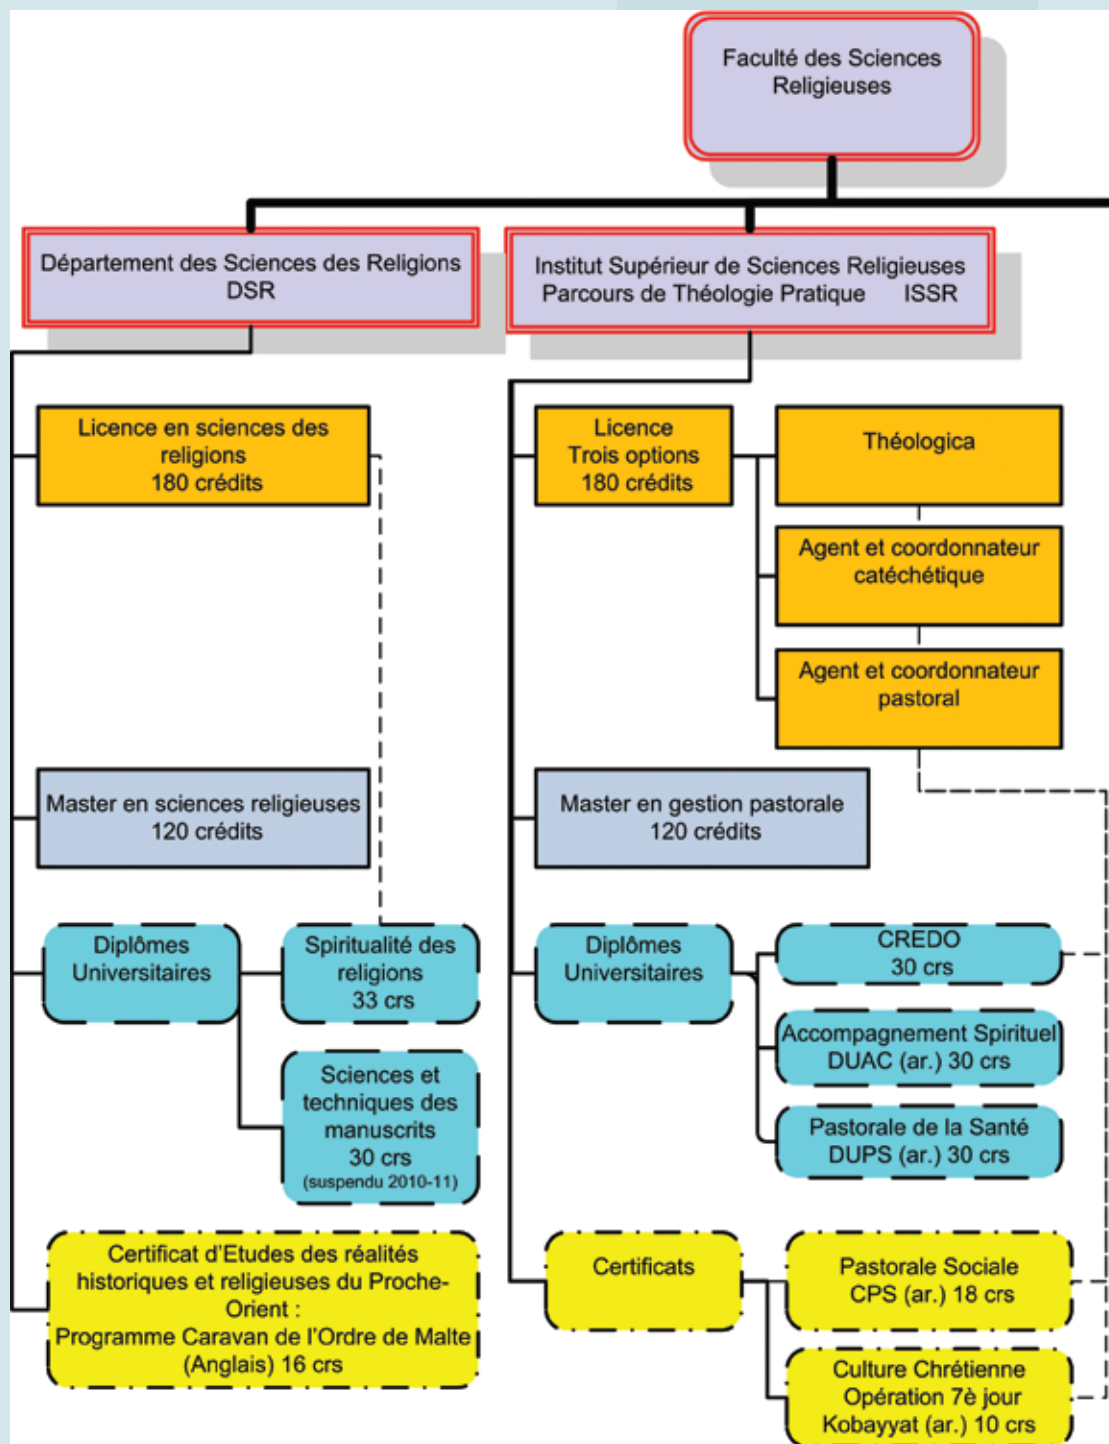 Faculté des Sciences
Religieuses
Département des Sciences des Religions
DSR
Institut Supérieur de Sciences Religieuses
Parcours de Théologie Pratique ISSR
Licence en sciences des
religions
180 crédits
Licence
Trois options
180 crédits
Théologica
Agent et coordonnateur
catéchétique
Agent et coordonnateur
pastoral
Master en sciences religieuses
120 crédits
Master en gestion pastorale
120 crédits
Diplômes
Universitaires
Spiritualité des
religions
33 crs
Sciences et
techniques des
manuscrits
30 crs
(suspendu 2010-11)
Diplômes
Universitaires
CREDO
30 crs
Accompagnement Spirituel
DUAC (ar.) 30 crs
Pastorale de la Santé
DUPS (ar.) 30 crs
Certificat d'Etudes des réalités
historiques et religieuses du Proche-
Orient :
Programme Caravan de l'Ordre de Malte
(Anglais) 16 crs
Certificats
Pastorale Sociale
CPS (ar.) 18 crs
Culture Chrétienne
Opération 7è jour
Kobayyat (ar.) 10 crs